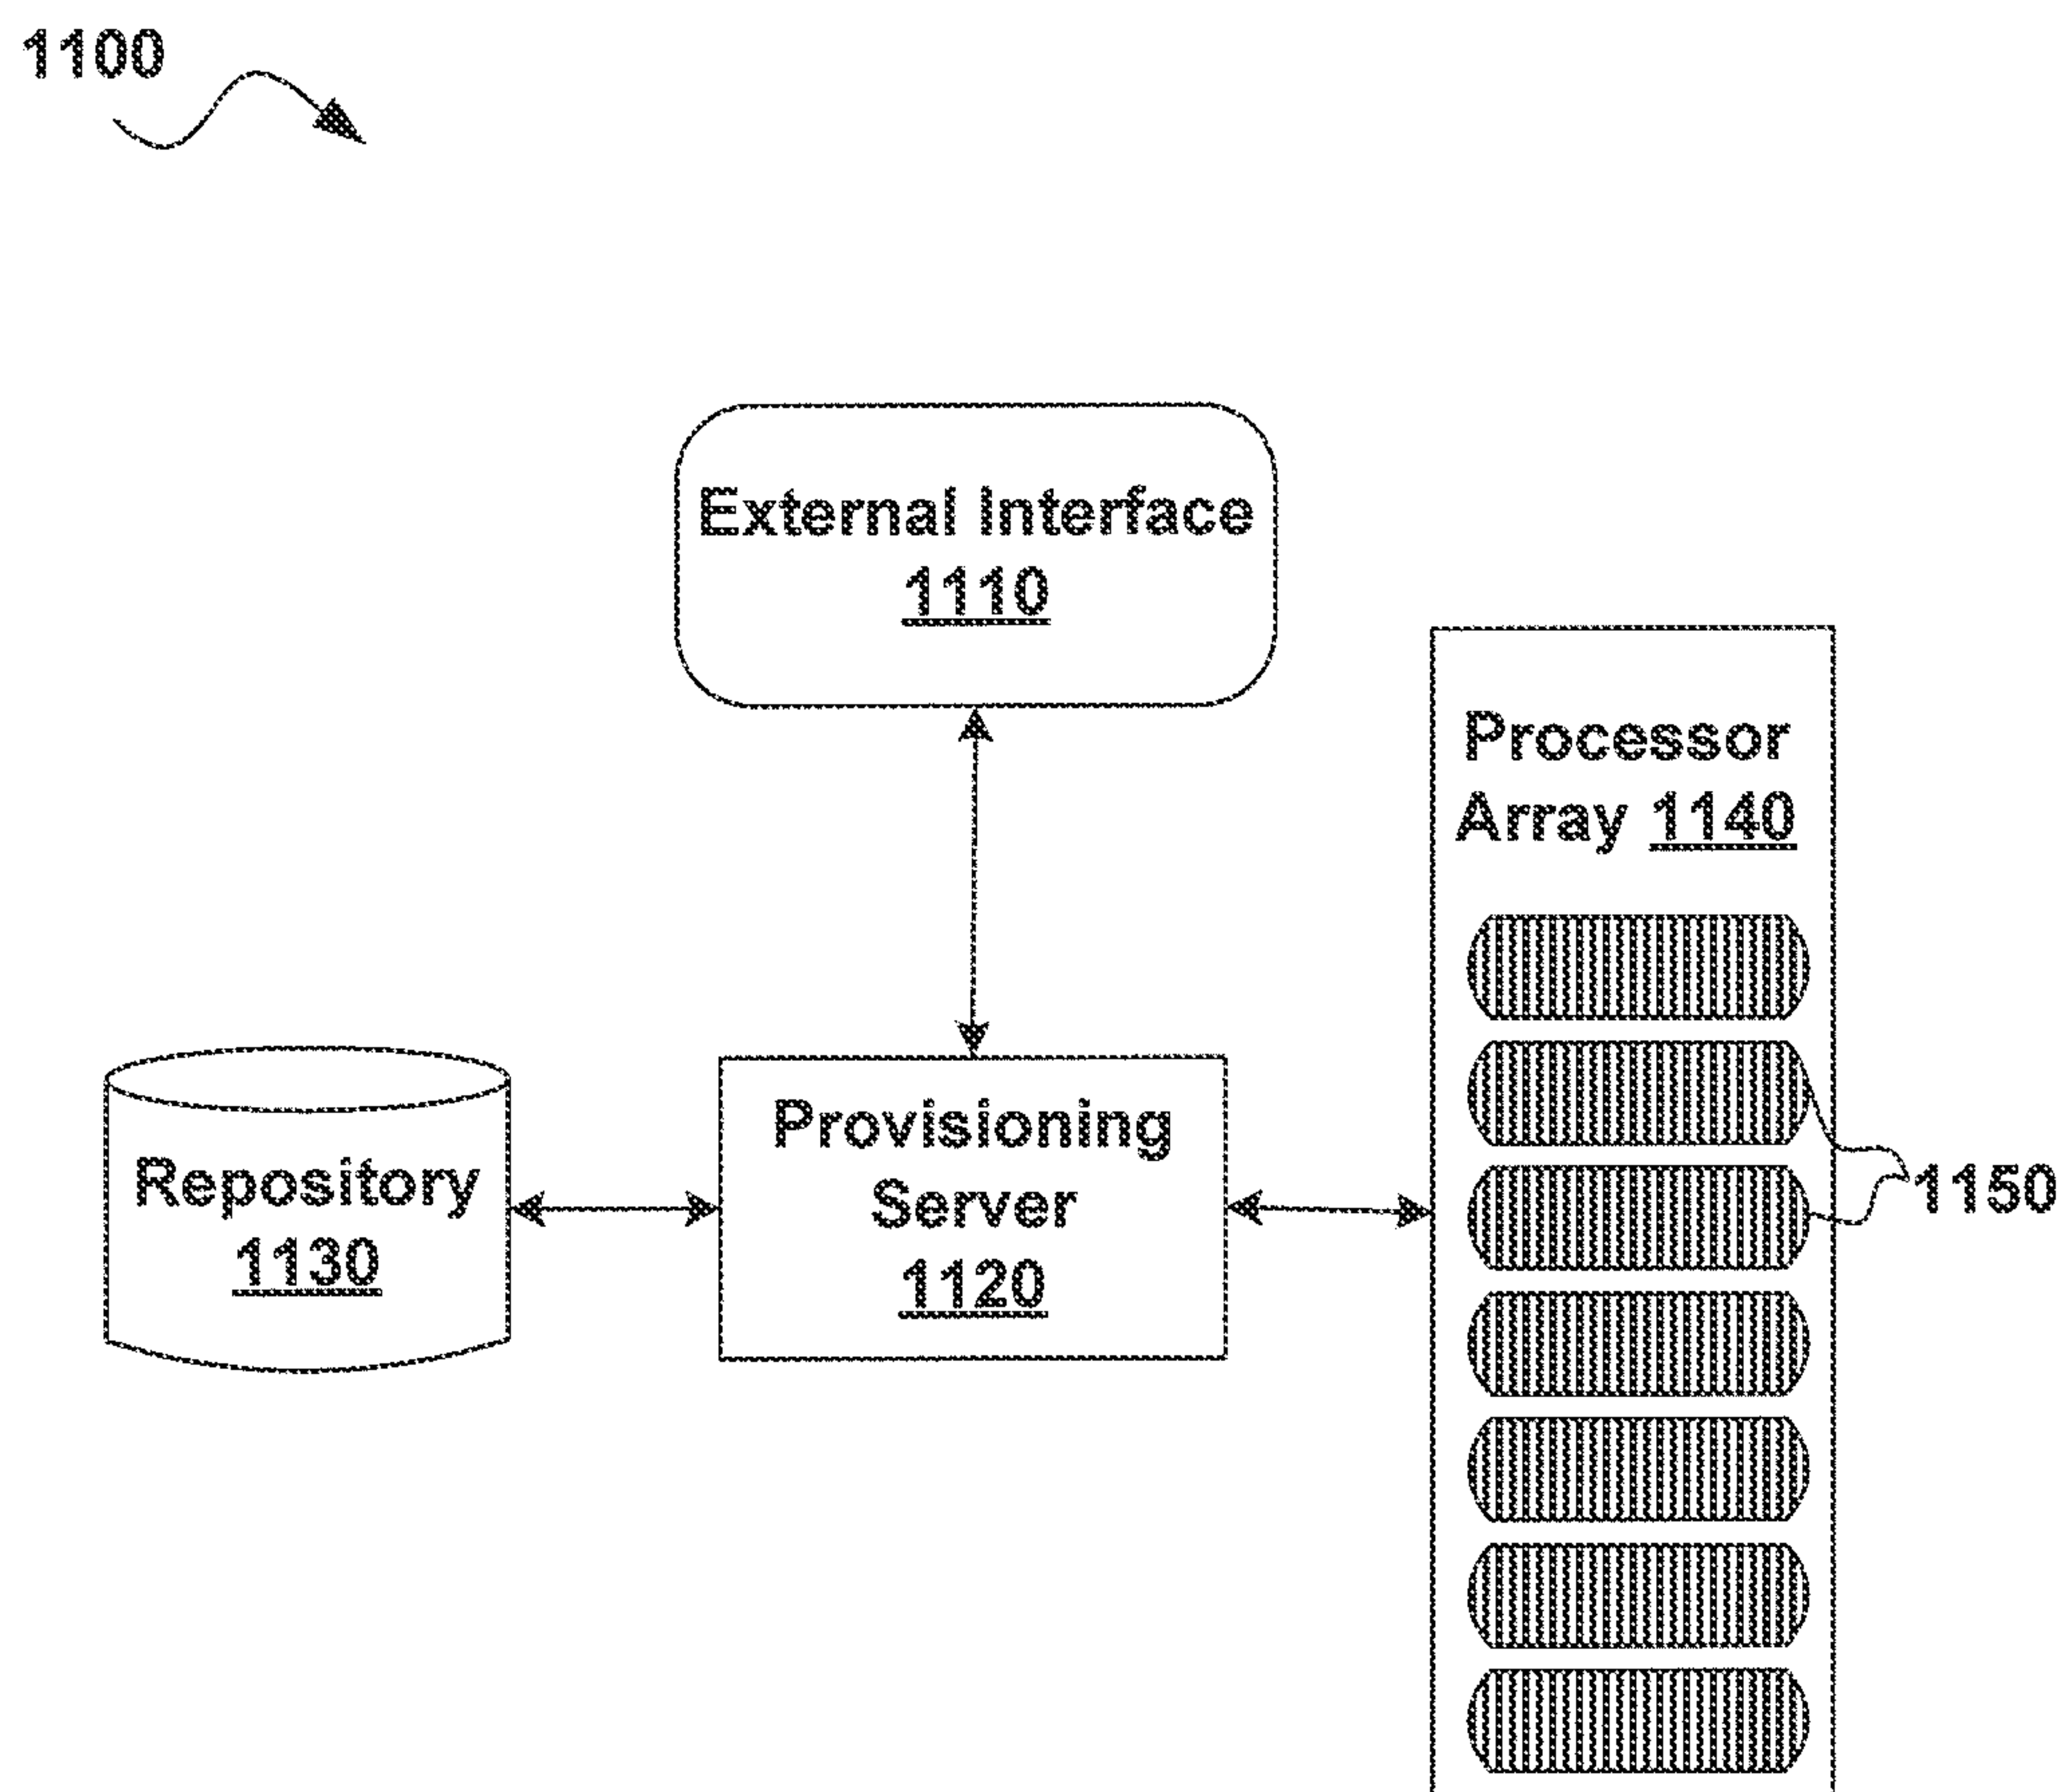 1100
External Interface
1110
Processor
Array 1140
Provisioning
Server
1120
Repository
1130
1150